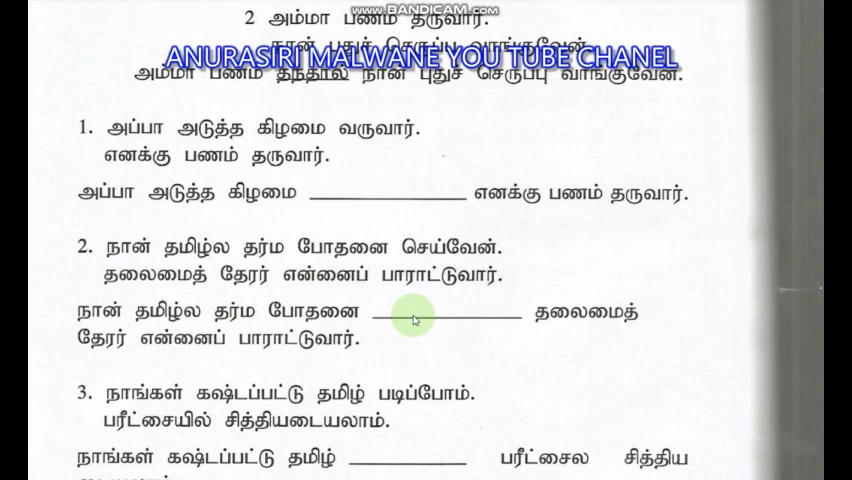 www.BANDICAM.com
2 அம்மா பணம் தருவார்.
நான் புதுச் செருப்பு வாங்குவேன்.
ANURASIRI MALWANE YOU TUBE CHANEL
அம்மா பணம் தந்தால் நான் புதுச் செருப்பு வாங்குவேன்.
1. அப்பா அடுத்த கிழமை வருவார்.
எனக்கு பணம் தருவார்.
அப்பா அடுத்த கிழமை ______________ எனக்கு பணம் தருவார்.
2. நான் தமிழ்ல தர்ம போதனை செய்வேன்.
தலைமைத் தேரர் என்னைப் பாராட்டுவார்.
நான் தமிழ்ல தர்ம போதனை ______________ தலைமைத்
தேரர் என்னைப் பாராட்டுவார்.
3. நாங்கள் கஷ்டப்பட்டு தமிழ் படிப்போம்.
பரீட்சையில் சித்தியடையலாம்.
நாங்கள் கஷ்டப்பட்டு தமிழ் ___________ பரீட்சைல சித்திய